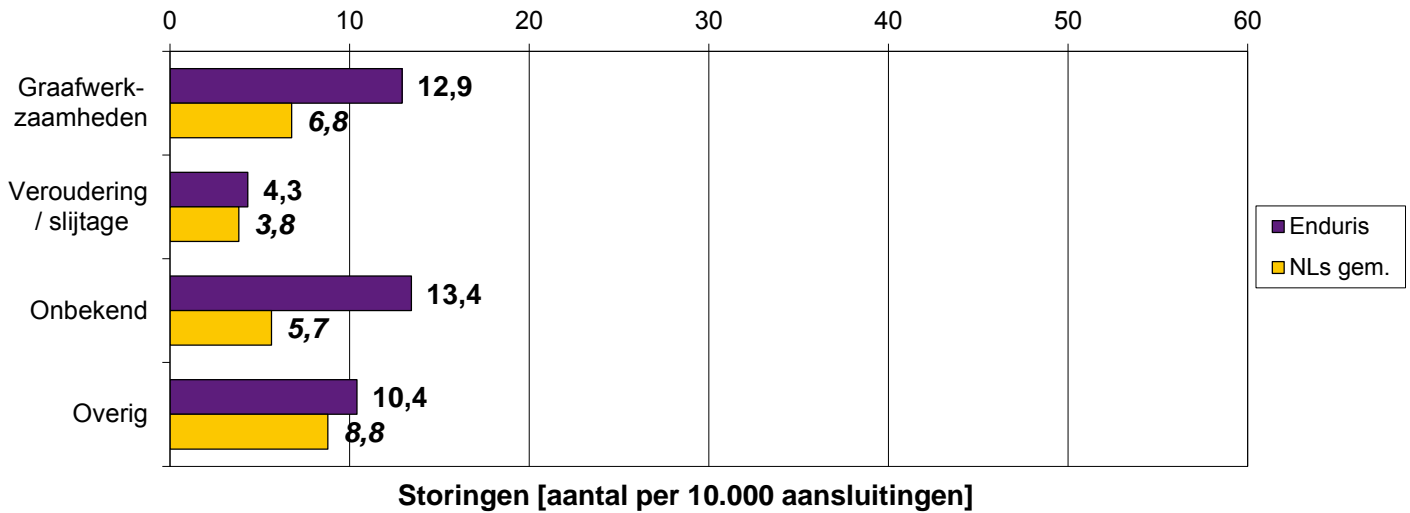 0 10 20 30 40 50 60
Graafwerk-
zaamheden
12,9
6,8
Veroudering
/ slijtage
4,3
3,8
Onbekend
13,4
5,7
Overig
10,4
8,8
Enduris
NLs gem.
Storingen [aantal per 10.000 aansluitingen]